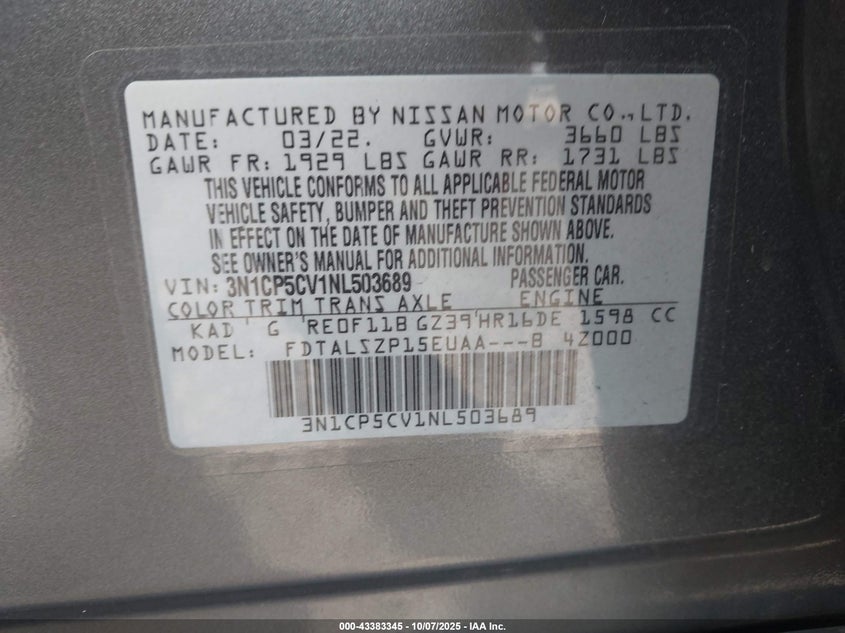 MANUFACTURED BY NISSAN MOTOR CO., LTD.
DATE: 03/22. GVWR: 3660 LBS
GAWR FR: 1929 LBS GAWR RR: 1731 LBS
THIS VEHICLE CONFORMS TO ALL APPLICABLE FEDERAL MOTOR
VEHICLE SAFETY, BUMPER AND THEFT PREVENTION STANDARDS
IN EFFECT ON THE DATE OF MANUFACTURE SHOWN ABOVE.
SEE OWNER'S MANUAL FOR ADDITIONAL INFORMATION.
VIN: 3N1CP5CV1NL503689 PASSENGER CAR.
COLOR TRIM TRANS AXLE ENGINE
KAD G RE0F11B GZ39 HR16DE 1598 CC
MODEL: FDTALSZP15EUAA---B 4Z000
3N1CP5CV1NL503689
000-43383345 - 10/07/2025 - IAA Inc.